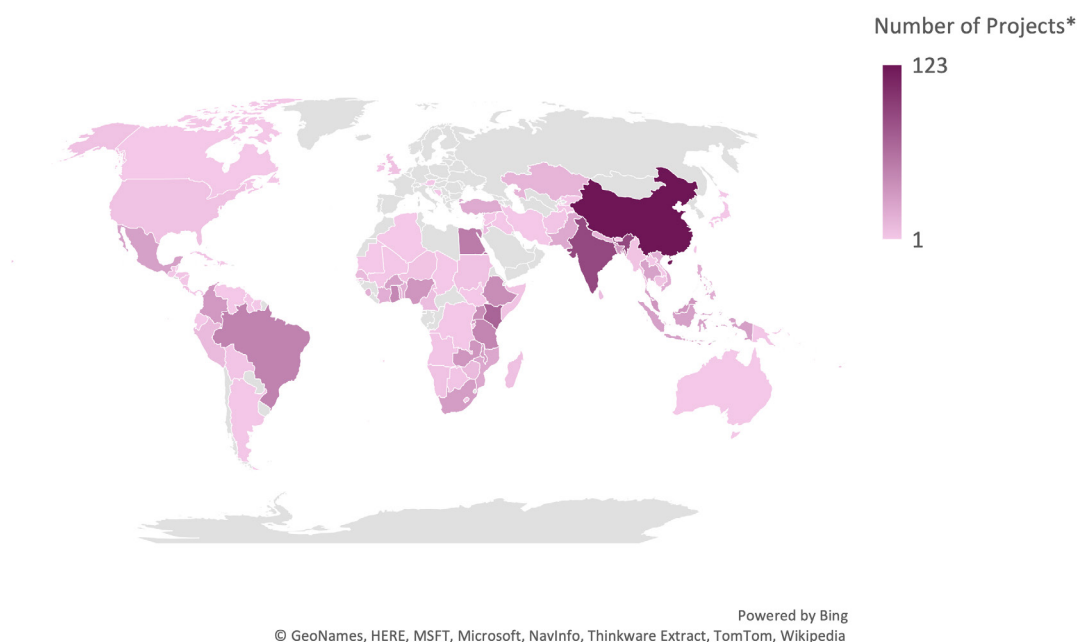 Number of Projects*
123
1
Powered by Bing
© GeoNames, HERE, MSFT, Microsoft, NavInfo, Thinkware Extract, TomTom, Wikipedia